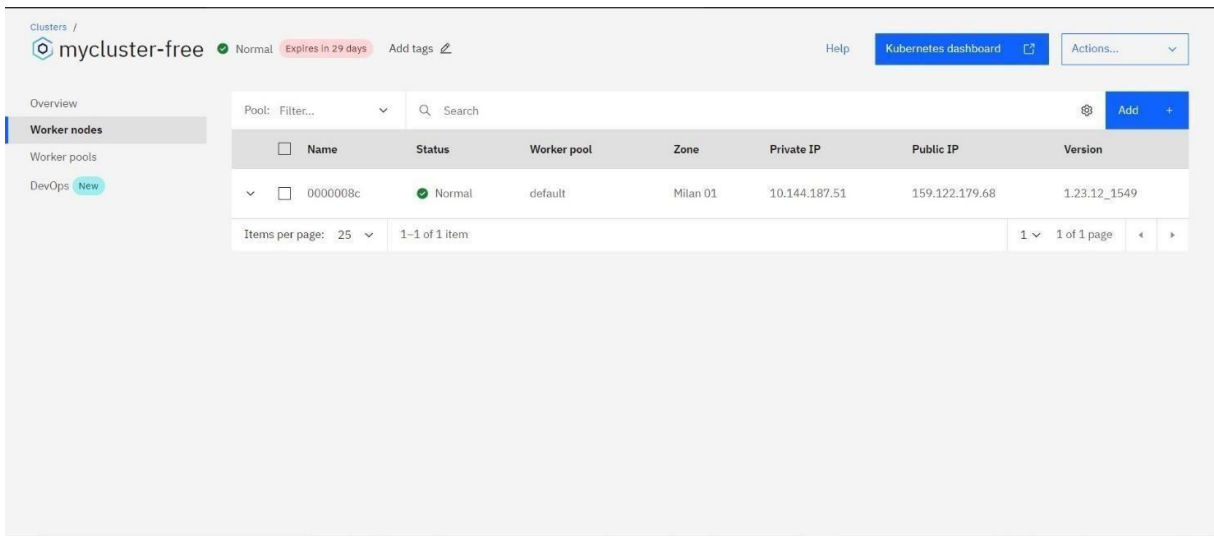 Clusters /
mycluster-free Normal Expires in 29 days Add tags Help Kubernetes dashboard Actions...
Overview
Worker nodes
Worker pools
DevOps New
Pool: Filter... Search Add +
Name Status Worker pool Zone Private IP Public IP Version
0000008c Normal default Milan 01 10.144.187.51 159.122.179.68 1.23.12_1549
Items per page: 25 1–1 of 1 item 1 1 of 1 page